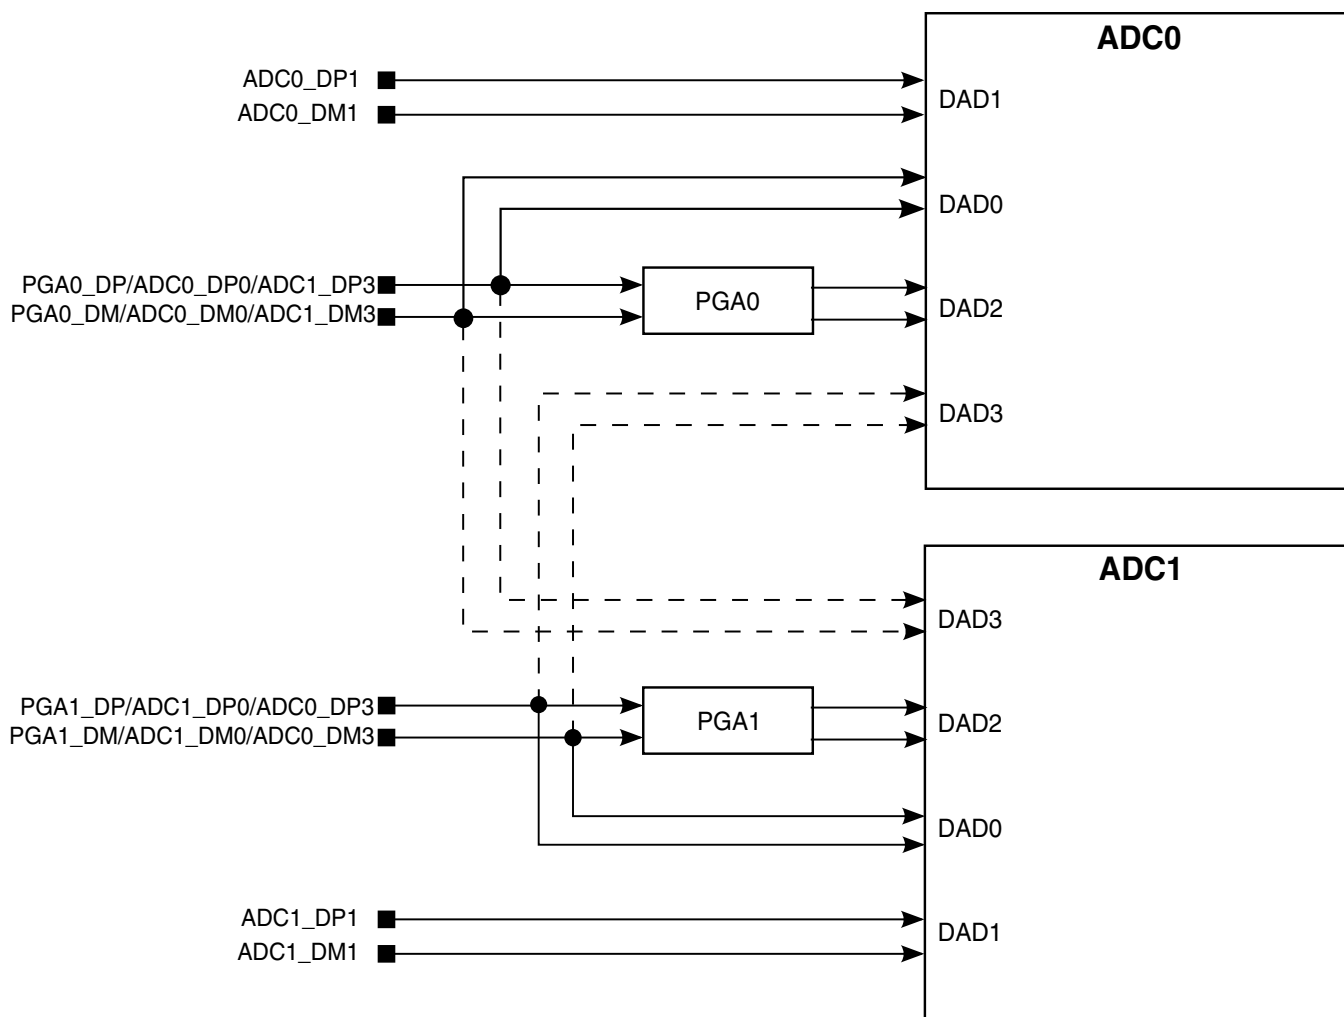 ADC0
ADC0_DP1
DAD1
ADC0_DM1
DAD0
PGA0_DP/ADC0_DP0/ADC1_DP3
PGA0
DAD2
PGA0_DM/ADC0_DM0/ADC1_DM3
DAD3
ADC1
DAD3
PGA1_DP/ADC1_DP0/ADC0_DP3
PGA1
DAD2
PGA1_DM/ADC1_DM0/ADC0_DM3
DAD0
ADC1_DP1
DAD1
ADC1_DM1